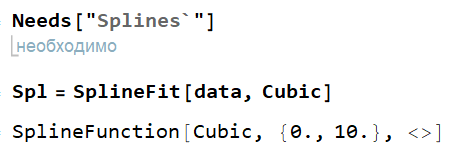 Needs["Splines`"]
необходимо
Spl = SplineFit[data, Cubic]
SplineFunction[Cubic, {0., 10.}, <>]